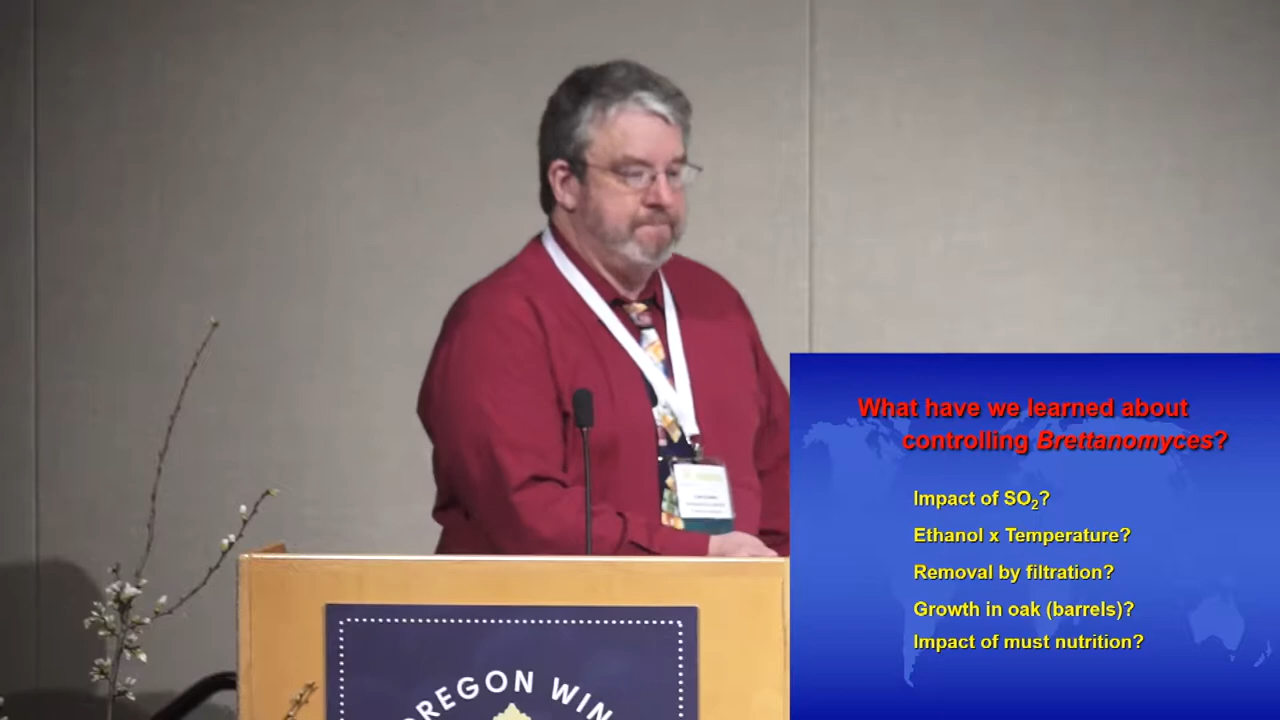 OREGON WIN
What have we learned about
controlling Brettanomyces?
Impact of SO₂?
Ethanol x Temperature?
Removal by filtration?
Growth in oak (barrels)?
Impact of must nutrition?